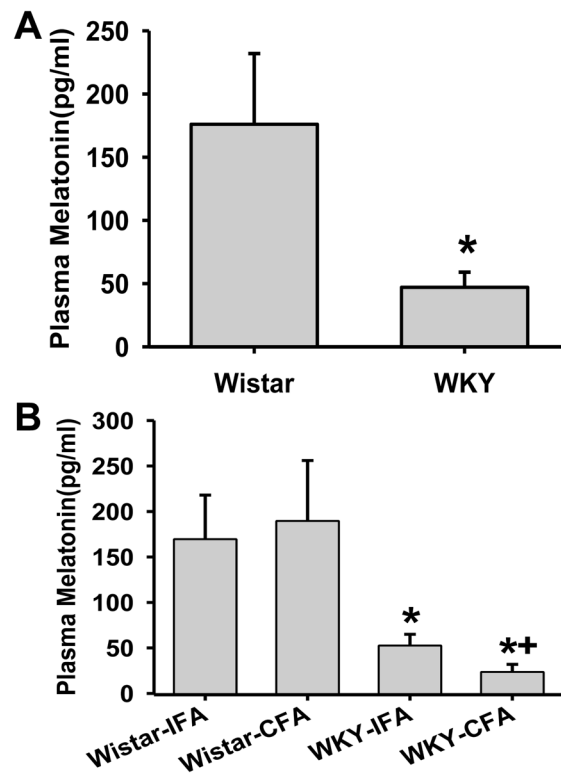 A
Plasma Melatonin(pg/ml)
250
200
150
100
50
0
*
Wistar
WKY
B
Plasma Melatonin(pg/ml)
300
250
200
150
100
50
0
*
*+
Wistar-IFA
Wistar-CFA
WKY-IFA
WKY-CFA